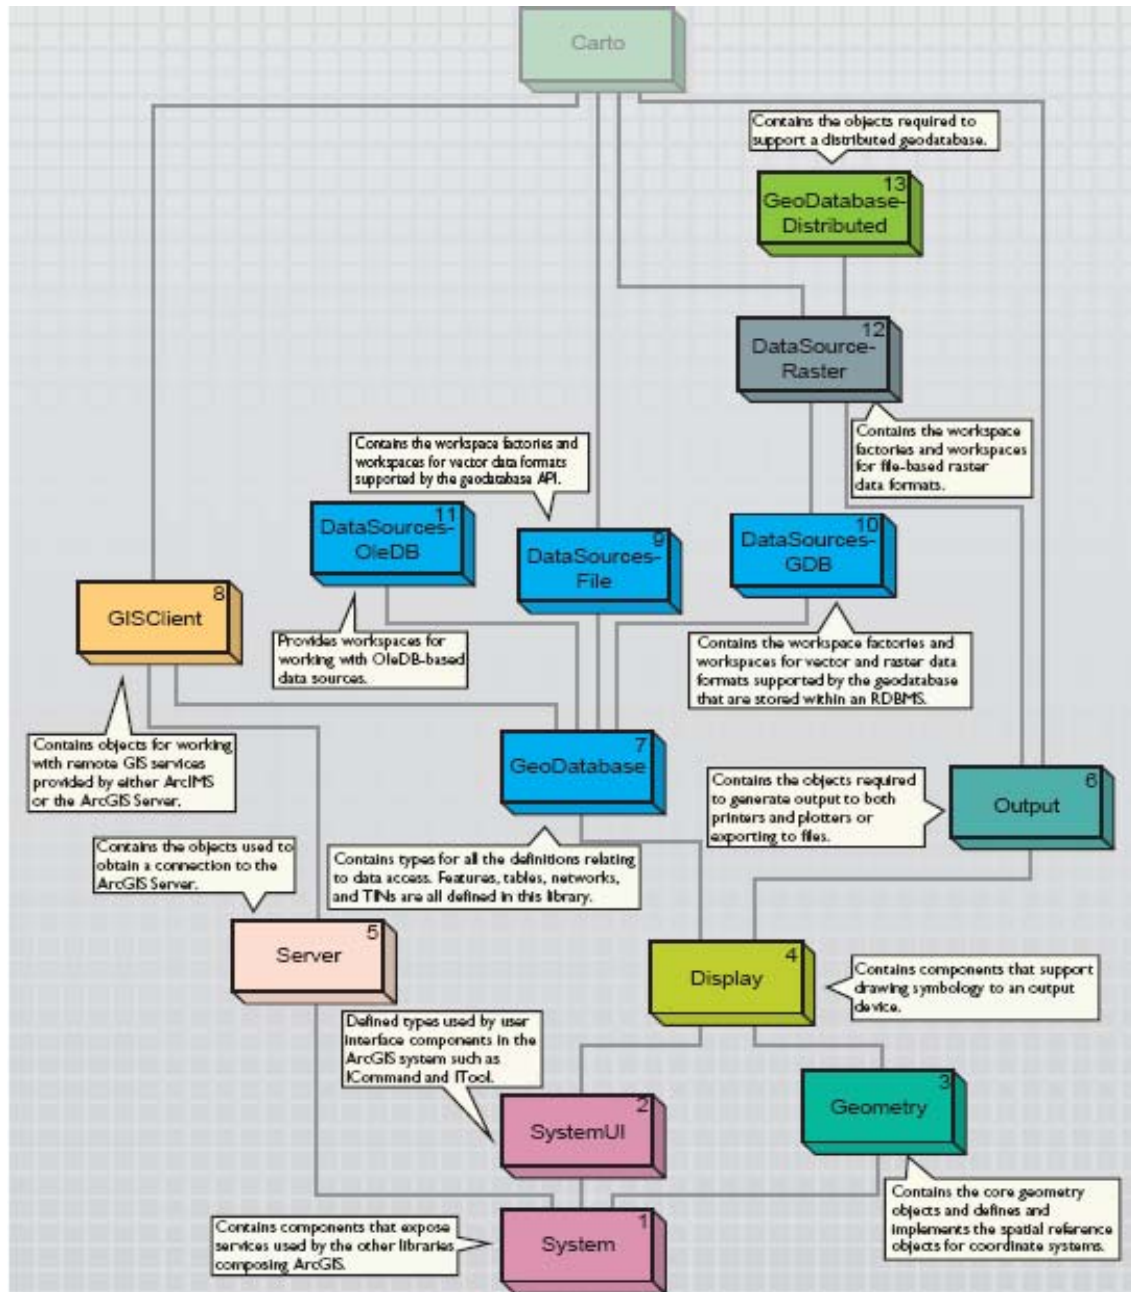 Carto
Contains the objects required to
support a distributed geodatabase.
13
GeoDatabase-
Distributed
12
DataSource-
Raster
Contains the workspace
factories and workspaces
for file-based raster
data formats.
Contains the workspace factories and
workspaces for vector data formats
supported by the geodatabase API.
11
DataSources-
OleDB
9
DataSources-
File
10
DataSources-
GDB
8
GISClient
Provides workspaces for
working with OleDB-based
data sources.
Contains the workspace factories and
workspaces for vector and raster data
formats supported by the geodatabase
that are stored within an RDBMS.
Contains objects for working
with remote GIS services
provided by either ArcIMS
or the ArcGIS Server.
7
GeoDatabase
Contains the objects required
to generate output to both
printers and plotters or
exporting to files.
6
Output
Contains the objects used to
obtain a connection to the
ArcGIS Server.
Contains types for all the definitions relating
to data access. Features, tables, networks,
and TINs are all defined in this library.
5
Server
4
Display
Contains components that support
drawing symbology to an output
device.
Defined types used by user
interface components in the
ArcGIS system such as
ICommand and ITool.
2
SystemUI
3
Geometry
Contains the core geometry
objects and defines and
implements the spatial reference
objects for coordinate systems.
Contains components that expose
services used by the other libraries
composing ArcGIS.
1
System